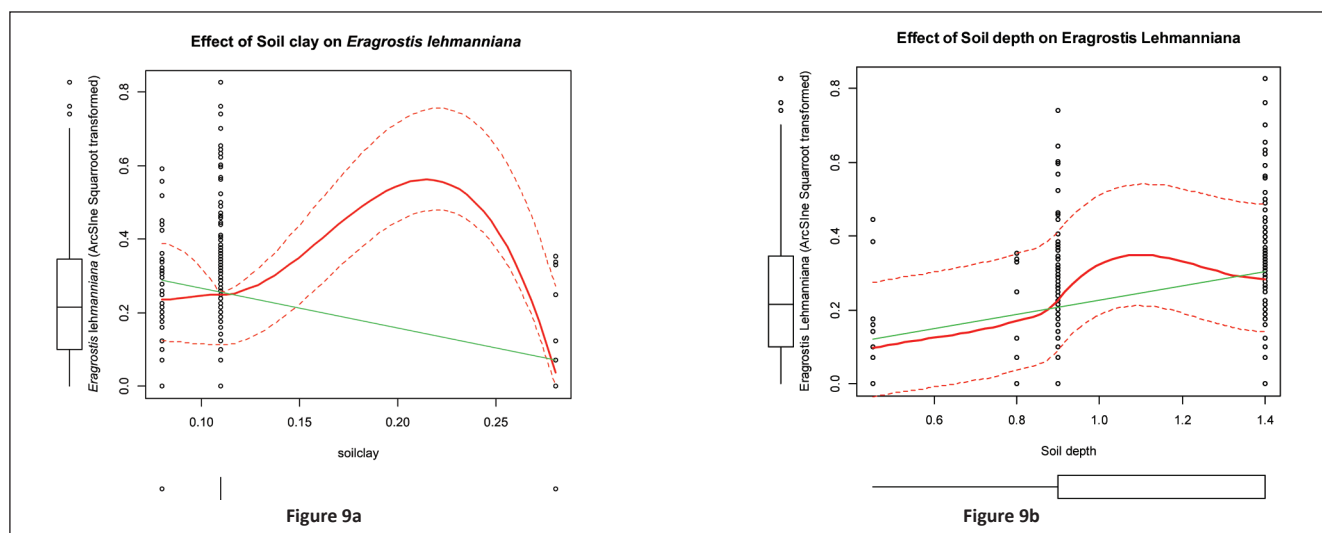 Effect of Soil clay on Eragrostis lehmanniana
Eragrostis lehmanniana (ArcSIne Squarroot transformed)
0.8
0.6
0.4
0.2
0.0
0.10 0.15 0.20 0.25
soilclay
Figure 9a
Effect of Soil depth on Eragrostis Lehmanniana
Eragrostis Lehmanniana (ArcSIne Squarroot transformed)
0.8
0.6
0.4
0.2
0.0
0.6 0.8 1.0 1.2 1.4
Soil depth
Figure 9b